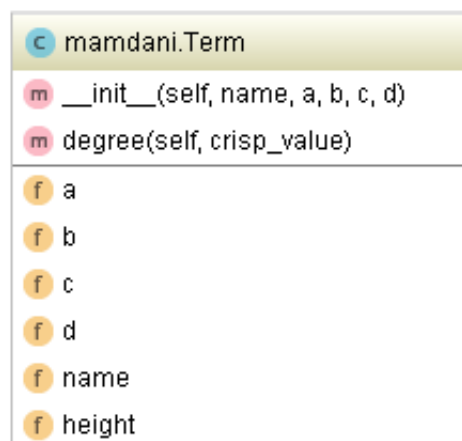 C mamdani.Term
m __init__(self, name, a, b, c, d)
m degree(self, crisp_value)
f a
f b
f c
f d
f name
f height